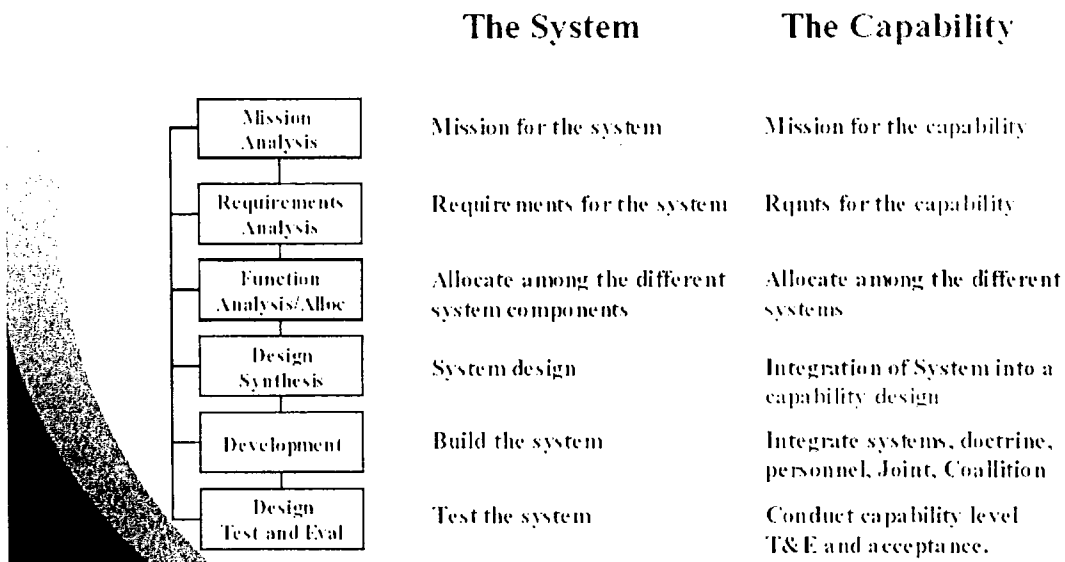 The System The Capability
Mission
Analysis
Mission for the system
Mission for the capability
Requirements
Analysis
Requirements for the system
Rqmts for the capability
Function
Analysis/Alloc
Allocate among the different
system components
Allocate among the different
systems
Design
Synthesis
System design
Integration of System into a
capability design
Development
Build the system
Integrate systems, doctrine,
personnel, Joint, Coallition
Design
Test and Eval
Test the system
Conduct capability level
T&E and acceptance.